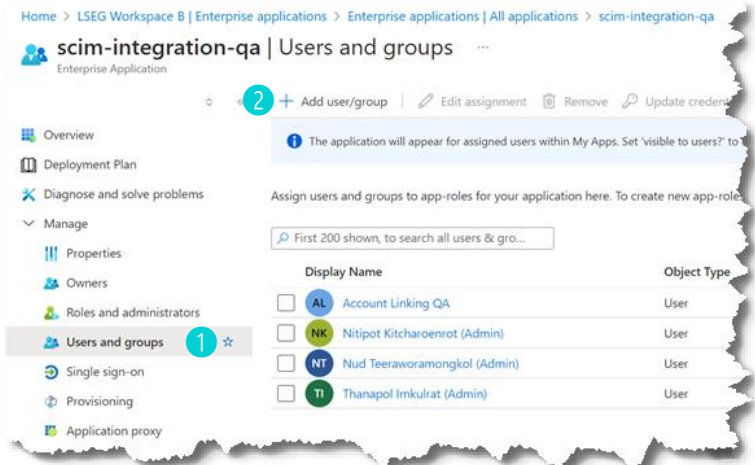 Home > LSEG Workspace B | Enterprise applications > Enterprise applications | All applications > scim-integration-qa
scim-integration-qa | Users and groups ...
Enterprise Application
2 + Add user/group Edit assignment Remove Update
The application will appear for assigned users within My Apps. Set 'visible to users?' to
Overview
Deployment Plan
Diagnose and solve problems
Manage
Properties
Owners
Roles and administrators
Users and groups 1
Single sign-on
Provisioning
Application proxy
Assign users and groups to app-roles for your application here. To create new
First 200 shown, to search all users & gro...
Display Name Object Type
AL Account Linking QA User
NK Nitipot Kitcharoenrot (Admin) User
NT Nud Teeraworamongkol (Admin) User
TI Thanapol Imkulrat (Admin) User